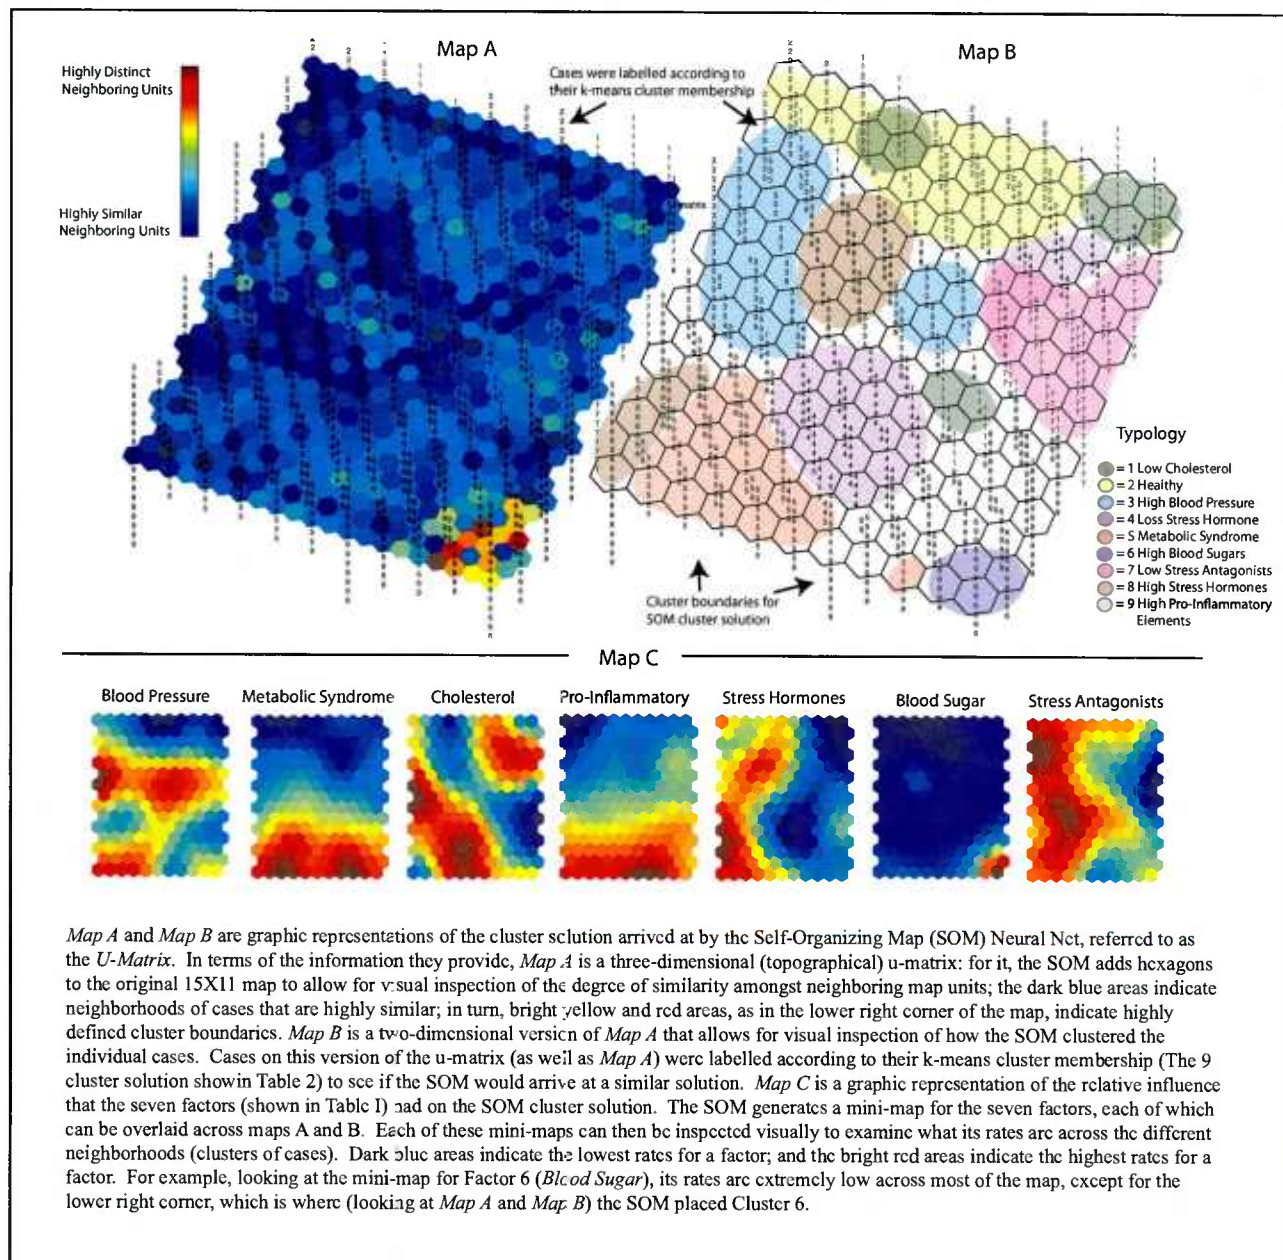 Map A
Map B
Highly Distinct
Neighboring Units
Cases were labelled according to
their k-means cluster membership
Highly Similar
Neighboring Units
Typology
= 1 Low Cholesterol
= 2 Healthy
= 3 High Blood Pressure
= 4 Loss Stress Hormone
= 5 Metabolic Syndrome
= 6 High Blood Sugars
= 7 Low Stress Antagonists
= 8 High Stress Hormones
= 9 High Pro-Inflammatory
Elements
Cluster boundaries for
SOM cluster solution
Map C
Blood Pressure
Metabolic Syndrome
Cholesterol
Pro-Inflammatory
Stress Hormones
Blood Sugar
Stress Antagonists
Map A and Map B are graphic representations of the cluster solution arrived at by the Self-Organizing Map (SOM) Neural Net, referred to as
the U-Matrix. In terms of the information they provide, Map A is a three-dimensional (topographical) u-matrix: for it, the SOM adds hexagons
to the original 15X11 map to allow for visual inspection of the degree of similarity amongst neighboring map units; the dark blue areas indicate
neighborhoods of cases that are highly similar; in turn, bright yellow and red areas, as in the lower right corner of the map, indicate highly
defined cluster boundaries. Map B is a two-dimensional version of Map A that allows for visual inspection of how the SOM clustered the
individual cases. Cases on this version of the u-matrix (as well as Map A) were labelled according to their k-means cluster membership (The 9
cluster solution showin Table 2) to see if the SOM would arrive at a similar solution. Map C is a graphic representation of the relative influence
that the seven factors (shown in Table I) had on the SOM cluster solution. The SOM generates a mini-map for the seven factors, each of which
can be overlaid across maps A and B. Each of these mini-maps can then be inspected visually to examine what its rates are across the different
neighborhoods (clusters of cases). Dark blue areas indicate the lowest rates for a factor; and the bright red areas indicate the highest rates for a
factor. For example, looking at the mini-map for Factor 6 (Blood Sugar), its rates are extremely low across most of the map, except for the
lower right corner, which is where (looking at Map A and Map B) the SOM placed Cluster 6.